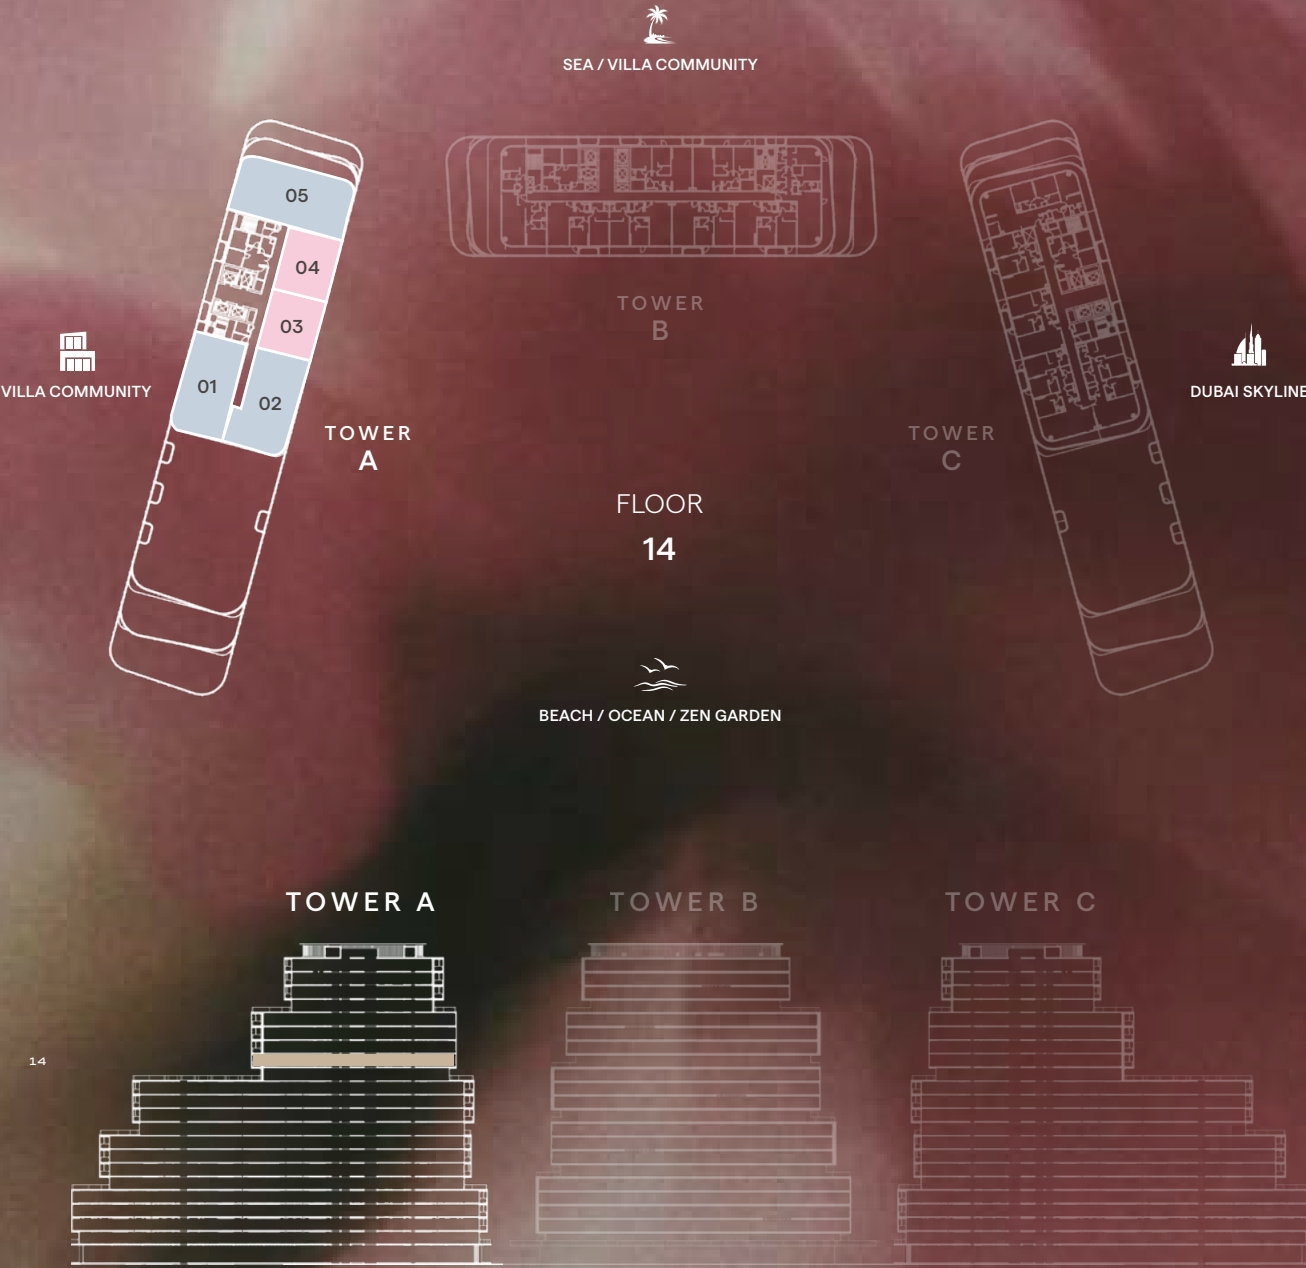 SEA / VILLA COMMUNITY
05
04
03
01
02
TOWER
B
VILLA COMMUNITY
DUBAI SKYLINE
TOWER
A
TOWER
C
FLOOR
14
BEACH / OCEAN / ZEN GARDEN
TOWER A
TOWER B
TOWER C
14